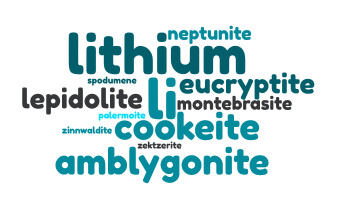 neptunite
lithium
spodumene
eucryptite
lepidolite
li
montebrasite
palermoite
cookeite
zinnwaldite
zektzerite
amblygonite